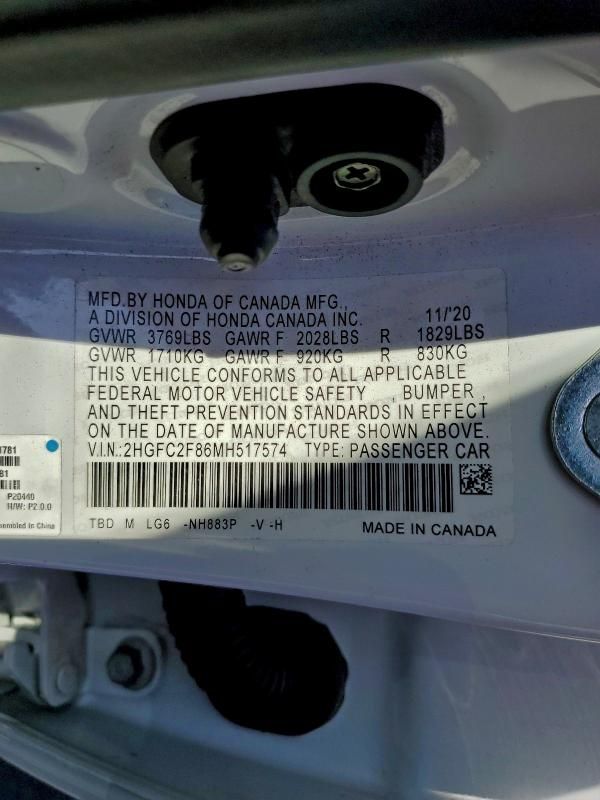 MFD.BY HONDA OF CANADA MFG.,
A DIVISION OF HONDA CANADA INC. 11/'20
GVWR 3769LBS GAWR F 2028LBS R 1829LBS
GVWR 1710KG GAWR F 920KG R 830KG
THIS VEHICLE CONFORMS TO ALL APPLICABLE
FEDERAL MOTOR VEHICLE SAFETY , BUMPER,
AND THEFT PREVENTION STANDARDS IN EFFECT
ON THE DATE OF MANUFACTURE SHOWN ABOVE.
V.I.N.: 2HGFC2F86MH517574 TYPE: PASSENGER CAR
TBD M LG6 -NH883P -V -H
MADE IN CANADA
P20440
H/W: P2.0.0
in China